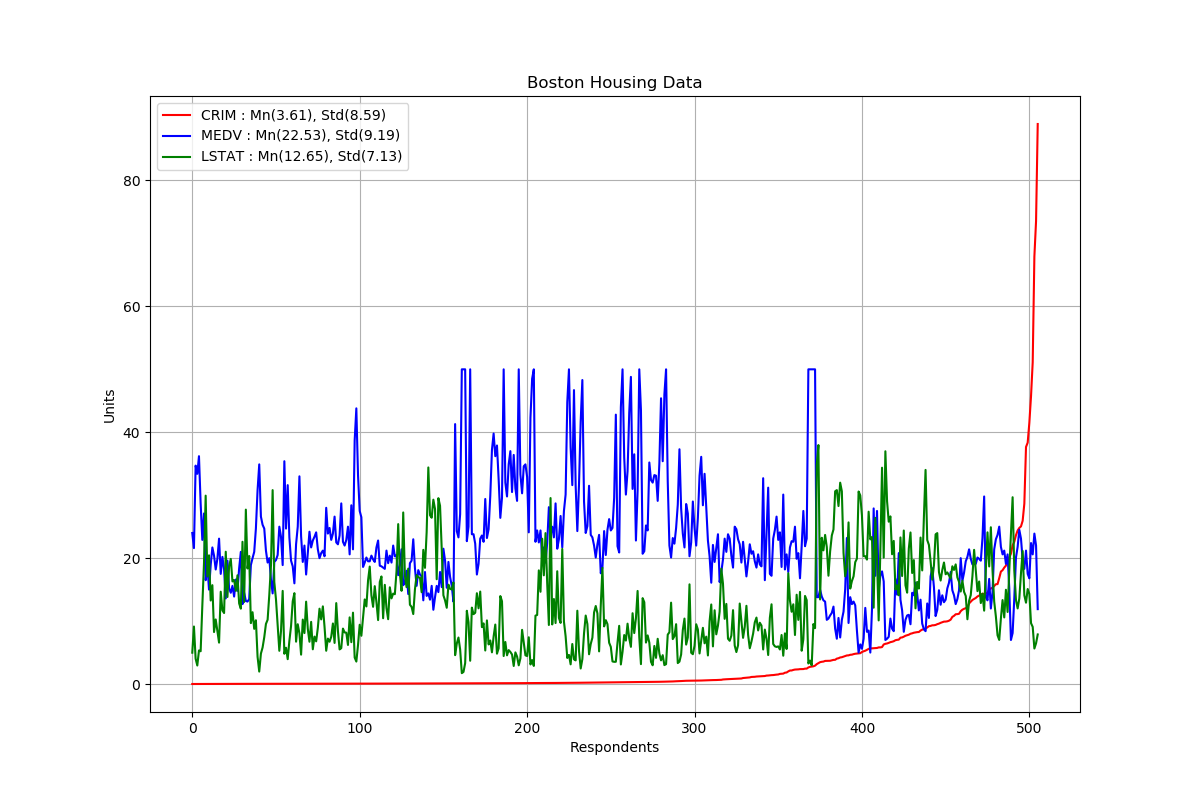 Boston Housing Data
CRIM : Mn(3.61), Std(8.59)
MEDV : Mn(22.53), Std(9.19)
LSTAT : Mn(12.65), Std(7.13)
80
60
40
20
0
Units
0 100 200 300 400 500
Respondents